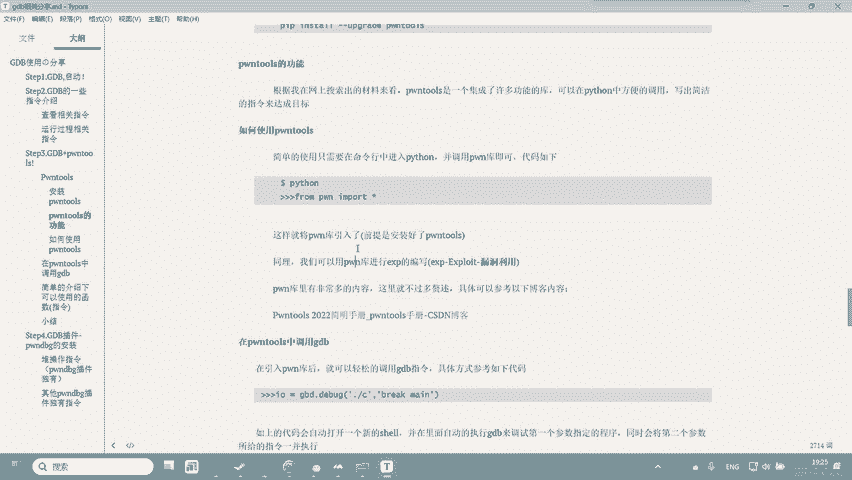 gdb相关分享.md - Typora
文件(F) 编辑(E) 段落(P) 格式(O) 视图(V) 主题(T) 帮助(H)
文件 大纲
GDB使用の分享
Step1.GDB,启动！
Step2.GDB的一些
指令介绍
查看相关指令
运行过程相关
指令
Step3.GDB+pwntoo
ls!
Pwntools
安装
pwntools
pwntools的
功能
如何使用
pwntools
在pwntools中
调用gdb
简单的介绍下
可以使用的函
数(指令)
小结
Step4.GDB插件-
pwndbg的安装
堆操作指令
（pwndbg插件
独有）
其他pwndbg插
件独有指令
pip install --upgrade pwntools
pwntools的功能
根据我在网上搜索出的材料来看，pwntools是一个集成了许多功能的库，可以在python中方便的调用，写出简洁
的指令来达成目标
如何使用pwntools
简单的使用只需要在命令行中进入python，并调用pwn库即可，代码如下
$ python
>>>from pwn import *
这样就将pwn库引入了(前提是安装好了pwntools)
同理，我们可以用pwn库进行exp的编写(exp-Exploit-漏洞利用)
pwn库里有非常多的内容，这里就不过多赘述，具体可以参考以下博客内容：
Pwntools 2022简明手册_pwntools手册-CSDN博客
在pwntools中调用gdb
在引入pwn库后，就可以轻松的调用gdb指令，具体方式参考如下代码
>>>io = gbd.debug('./c','break main')
如上的代码会自动打开一个新的shell，并在里面自动的执行gdb来调试第一个参数指定的程序，同时会将第二个参数
所给的指令一并执行
2714 词
搜索
ENG
19:25